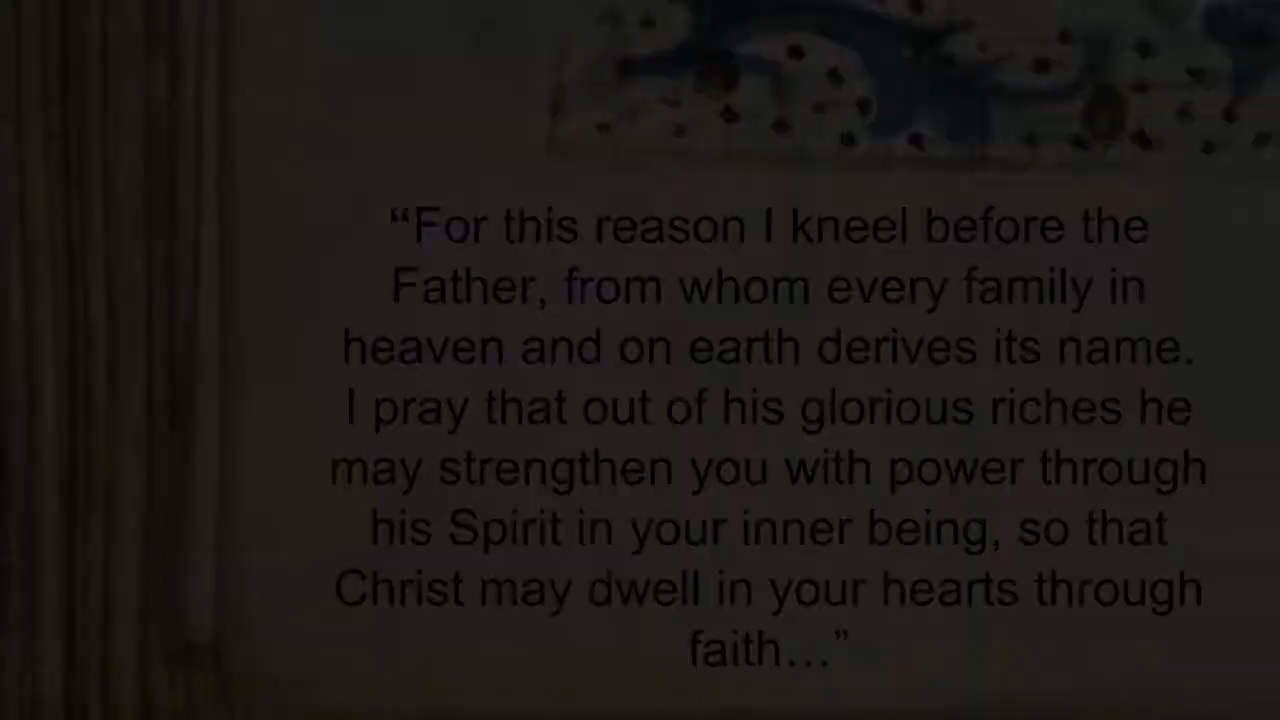 “For this reason I kneel before the
Father, from whom every family in
heaven and on earth derives its name.
I pray that out of his glorious riches he
may strengthen you with power through
his Spirit in your inner being, so that
Christ may dwell in your hearts through
faith…”